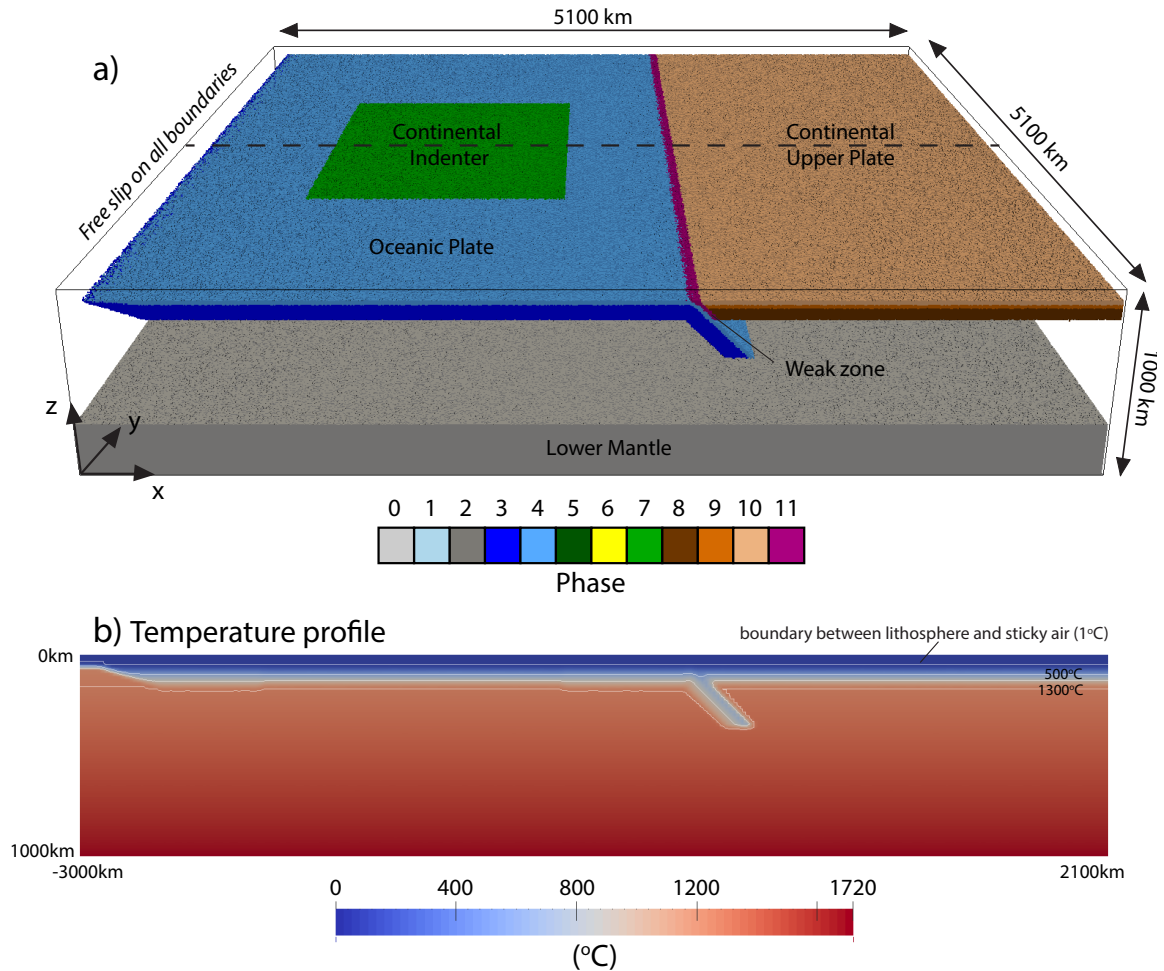 5100 km
a)
Free slip on all boundaries
Continental
Indenter
Continental
Upper Plate
5100 km
Oceanic Plate
Weak zone
1000 km
z
y
x
Lower Mantle
0 1 2 3 4 5 6 7 8 9 10 11
Phase
b) Temperature profile
boundary between lithosphere and sticky air (1°C)
0km
500°C
1300°C
1000km
-3000km
2100km
0 400 800 1200 1720
(°C)